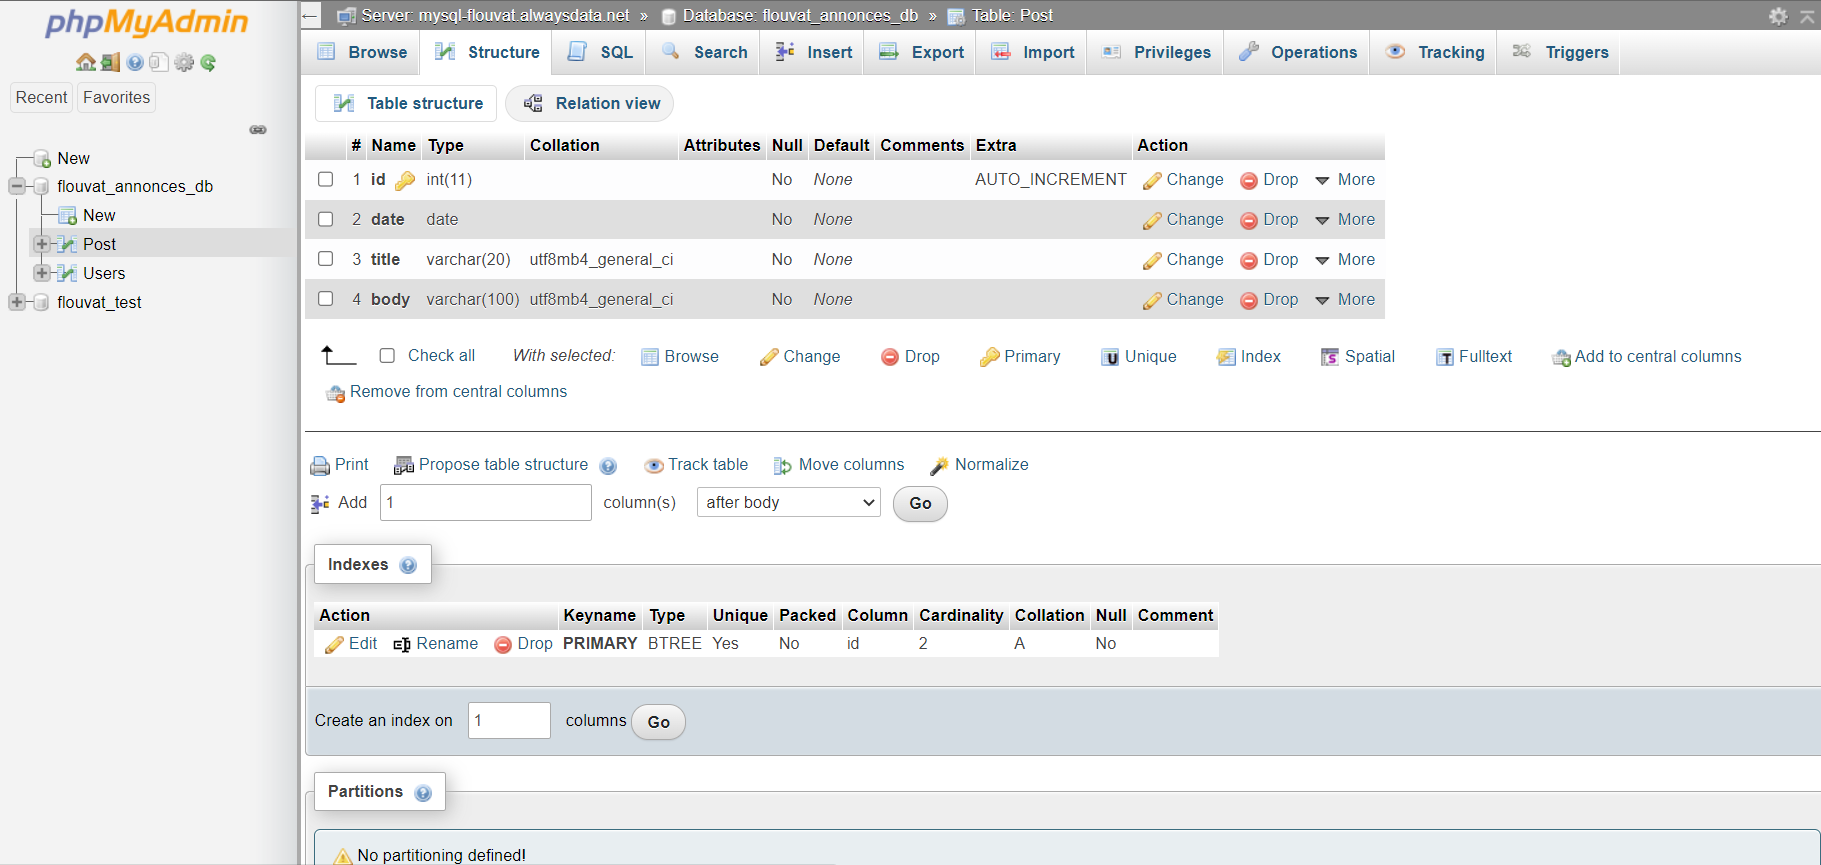 phpMyAdmin
Recent Favorites
New
flouvat_annonces_db
New
Post
Users
flouvat_test
Server: mysql-flouvat.alwaysdata.net » Database: flouvat_annonces_db » Table: Post
Browse Structure SQL Search Insert Export Import Privileges Operations Tracking Triggers
Table structure Relation view
# Name Type Collation Attributes Null Default Comments Extra Action
1 id int(11) No None AUTO_INCREMENT Change Drop More
2 date date No None Change Drop More
3 title varchar(20) utf8mb4_general_ci No None Change Drop More
4 body varchar(100) utf8mb4_general_ci No None Change Drop More
Check all With selected: Browse Change Drop Primary Unique Index Spatial Fulltext Add to central columns
Remove from central columns
Print Propose table structure Track table Move columns Normalize
Add 1 column(s) after body Go
Indexes
Action Keyname Type Unique Packed Column Cardinality Collation Null Comment
Edit Rename Drop PRIMARY BTREE Yes No id 2 A No
Create an index on 1 columns Go
Partitions
No partitioning defined!